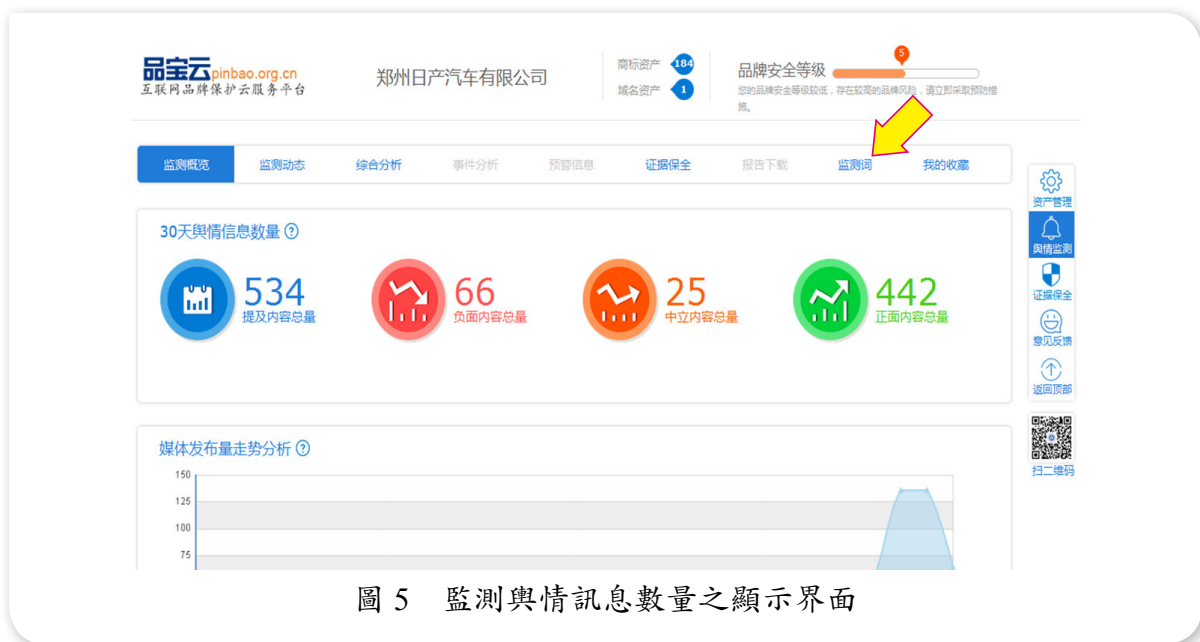 品宝云pinbao.org.cn
互联网品牌保护云服务平台
郑州日产汽车有限公司
商标资产 184
域名资产 1
品牌安全等级 5
您的品牌安全等级较低，存在较高的品牌风险，请立即采取预防措
施。
监测概览 监测动态 综合分析 事件分析 预警信息 证据保全 报告下载 监测词 我的收藏
30天舆情信息数量 ?
534 提及内容总量
66 负面内容总量
25 中立内容总量
442 正面内容总量
媒体发布量走势分析 ?
150
125
100
75
资产管理
舆情监测
证据保全
意见反馈
返回顶部
扫二维码
圖 5 監測輿情訊息數量之顯示界面